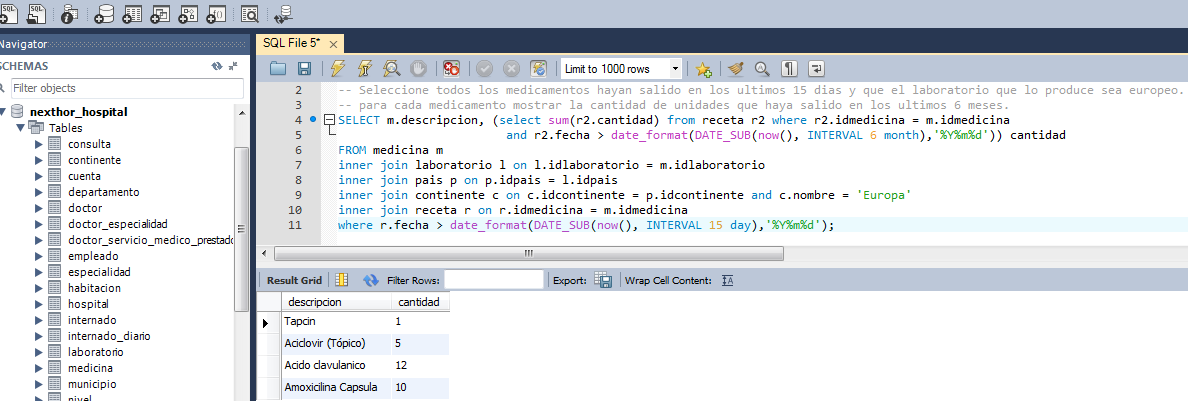 Navigator
SCHEMAS
Filter objects
nexthor_hospital
Tables
consulta
continente
cuenta
departamento
doctor
doctor_especialidad
doctor_servicio_medico_prestado
empleado
especialidad
habitacion
hospital
internado
internado_diario
laboratorio
medicina
municipio
nivel
SQL File 5*
Limit to 1000 rows
2 -- Seleccione todos los medicamentos hayan salido en los ultimos 15 dias y que el laboratorio que lo produce sea europeo.
3 -- para cada medicamento mostrar la cantidad de unidades que haya salido en los ultimos 6 meses.
4 SELECT m.descripcion, (select sum(r2.cantidad) from receta r2 where r2.idmedicina = m.idmedicina
5 and r2.fecha > date_format(DATE_SUB(now(), INTERVAL 6 month),'%Y%m%d')) cantidad
6 FROM medicina m
7 inner join laboratorio l on l.idlaboratorio = m.idlaboratorio
8 inner join pais p on p.idpais = l.idpais
9 inner join continente c on c.idcontinente = p.idcontinente and c.nombre = 'Europa'
10 inner join receta r on r.idmedicina = m.idmedicina
11 where r.fecha > date_format(DATE_SUB(now(), INTERVAL 15 day),'%Y%m%d');
Result Grid Filter Rows: Export: Wrap Cell Content:
descripcion cantidad
Tapcin 1
Aciclovir (Tópico) 5
Acido clavulanico 12
Amoxicilina Capsula 10